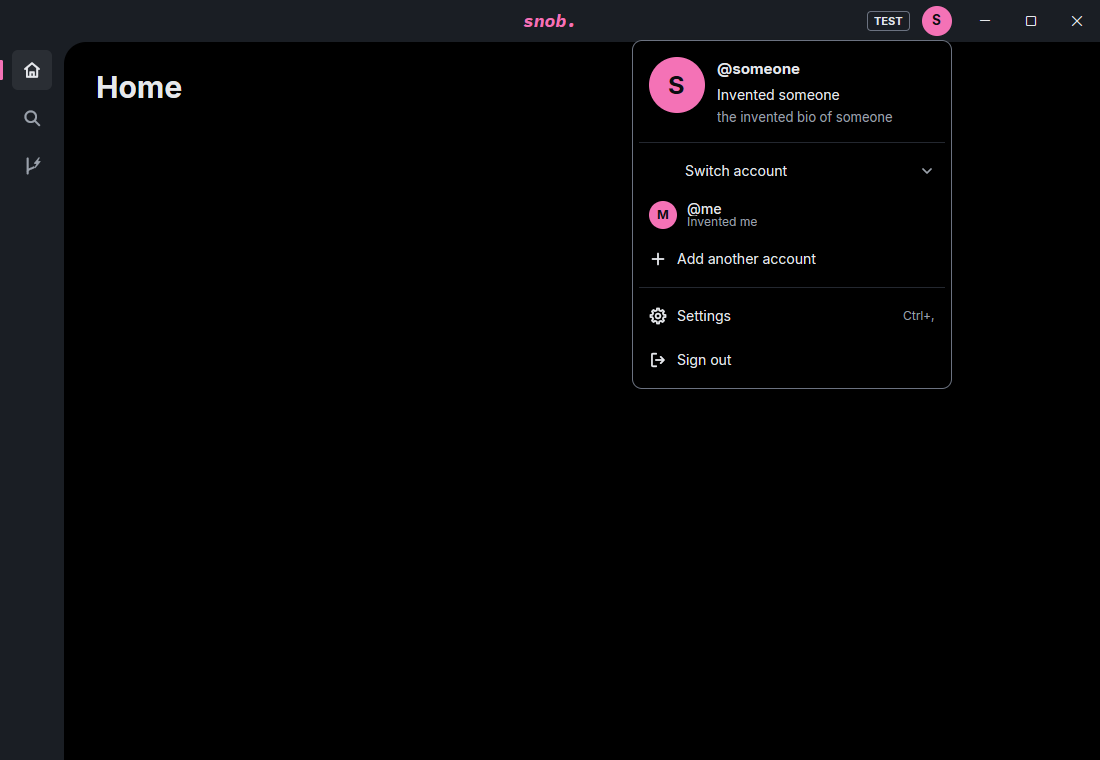 snob.
TEST
S
Home
S
@someone
Invented someone
the invented bio of someone
Switch account
M
@me
Invented me
Add another account
Settings
Ctrl+,
Sign out